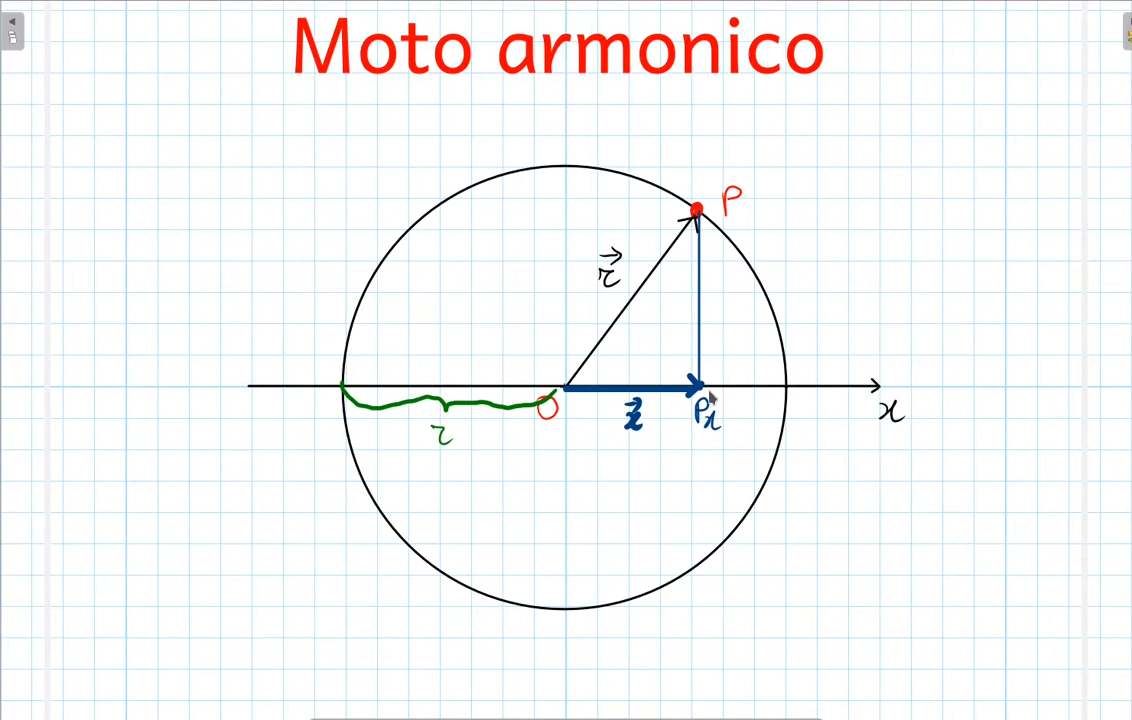 Moto armonico
P
r⃗
O
x⃗
Pₓ
x
r